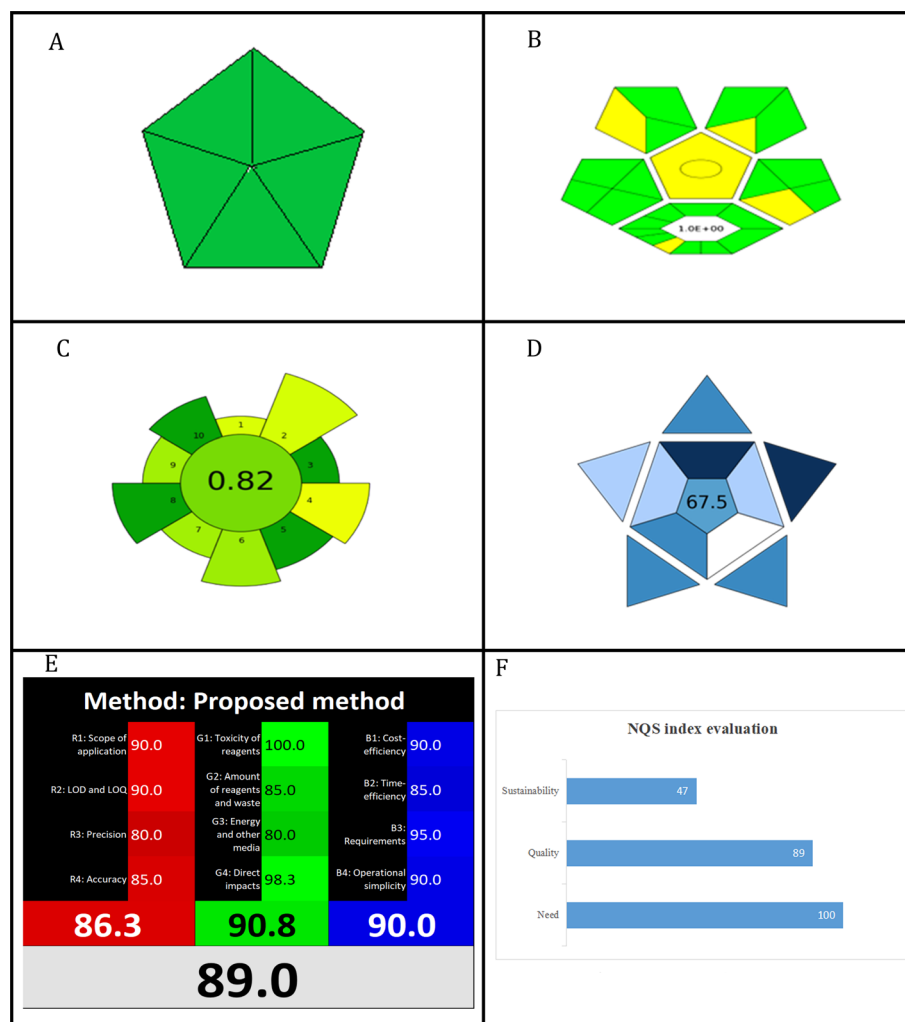 A
B
1.0E+00
C
1
2
3
4
5
6
7
8
9
10
0.82
D
67.5
E
Method: Proposed method
R1: Scope of
application
90.0
G1: Toxicity of
reagents
100.0
B1: Cost-
efficiency
90.0
R2: LOD and LOQ
90.0
G2: Amount
of reagents
and waste
85.0
B2: Time-
efficiency
85.0
R3: Precision
80.0
G3: Energy
and other
media
80.0
B3:
Requirements
95.0
R4: Accuracy
85.0
G4: Direct
impacts
98.3
B4: Operational
simplicity
90.0
86.3
90.8
90.0
89.0
F
NQS index evaluation
Sustainability
47
Quality
89
Need
100